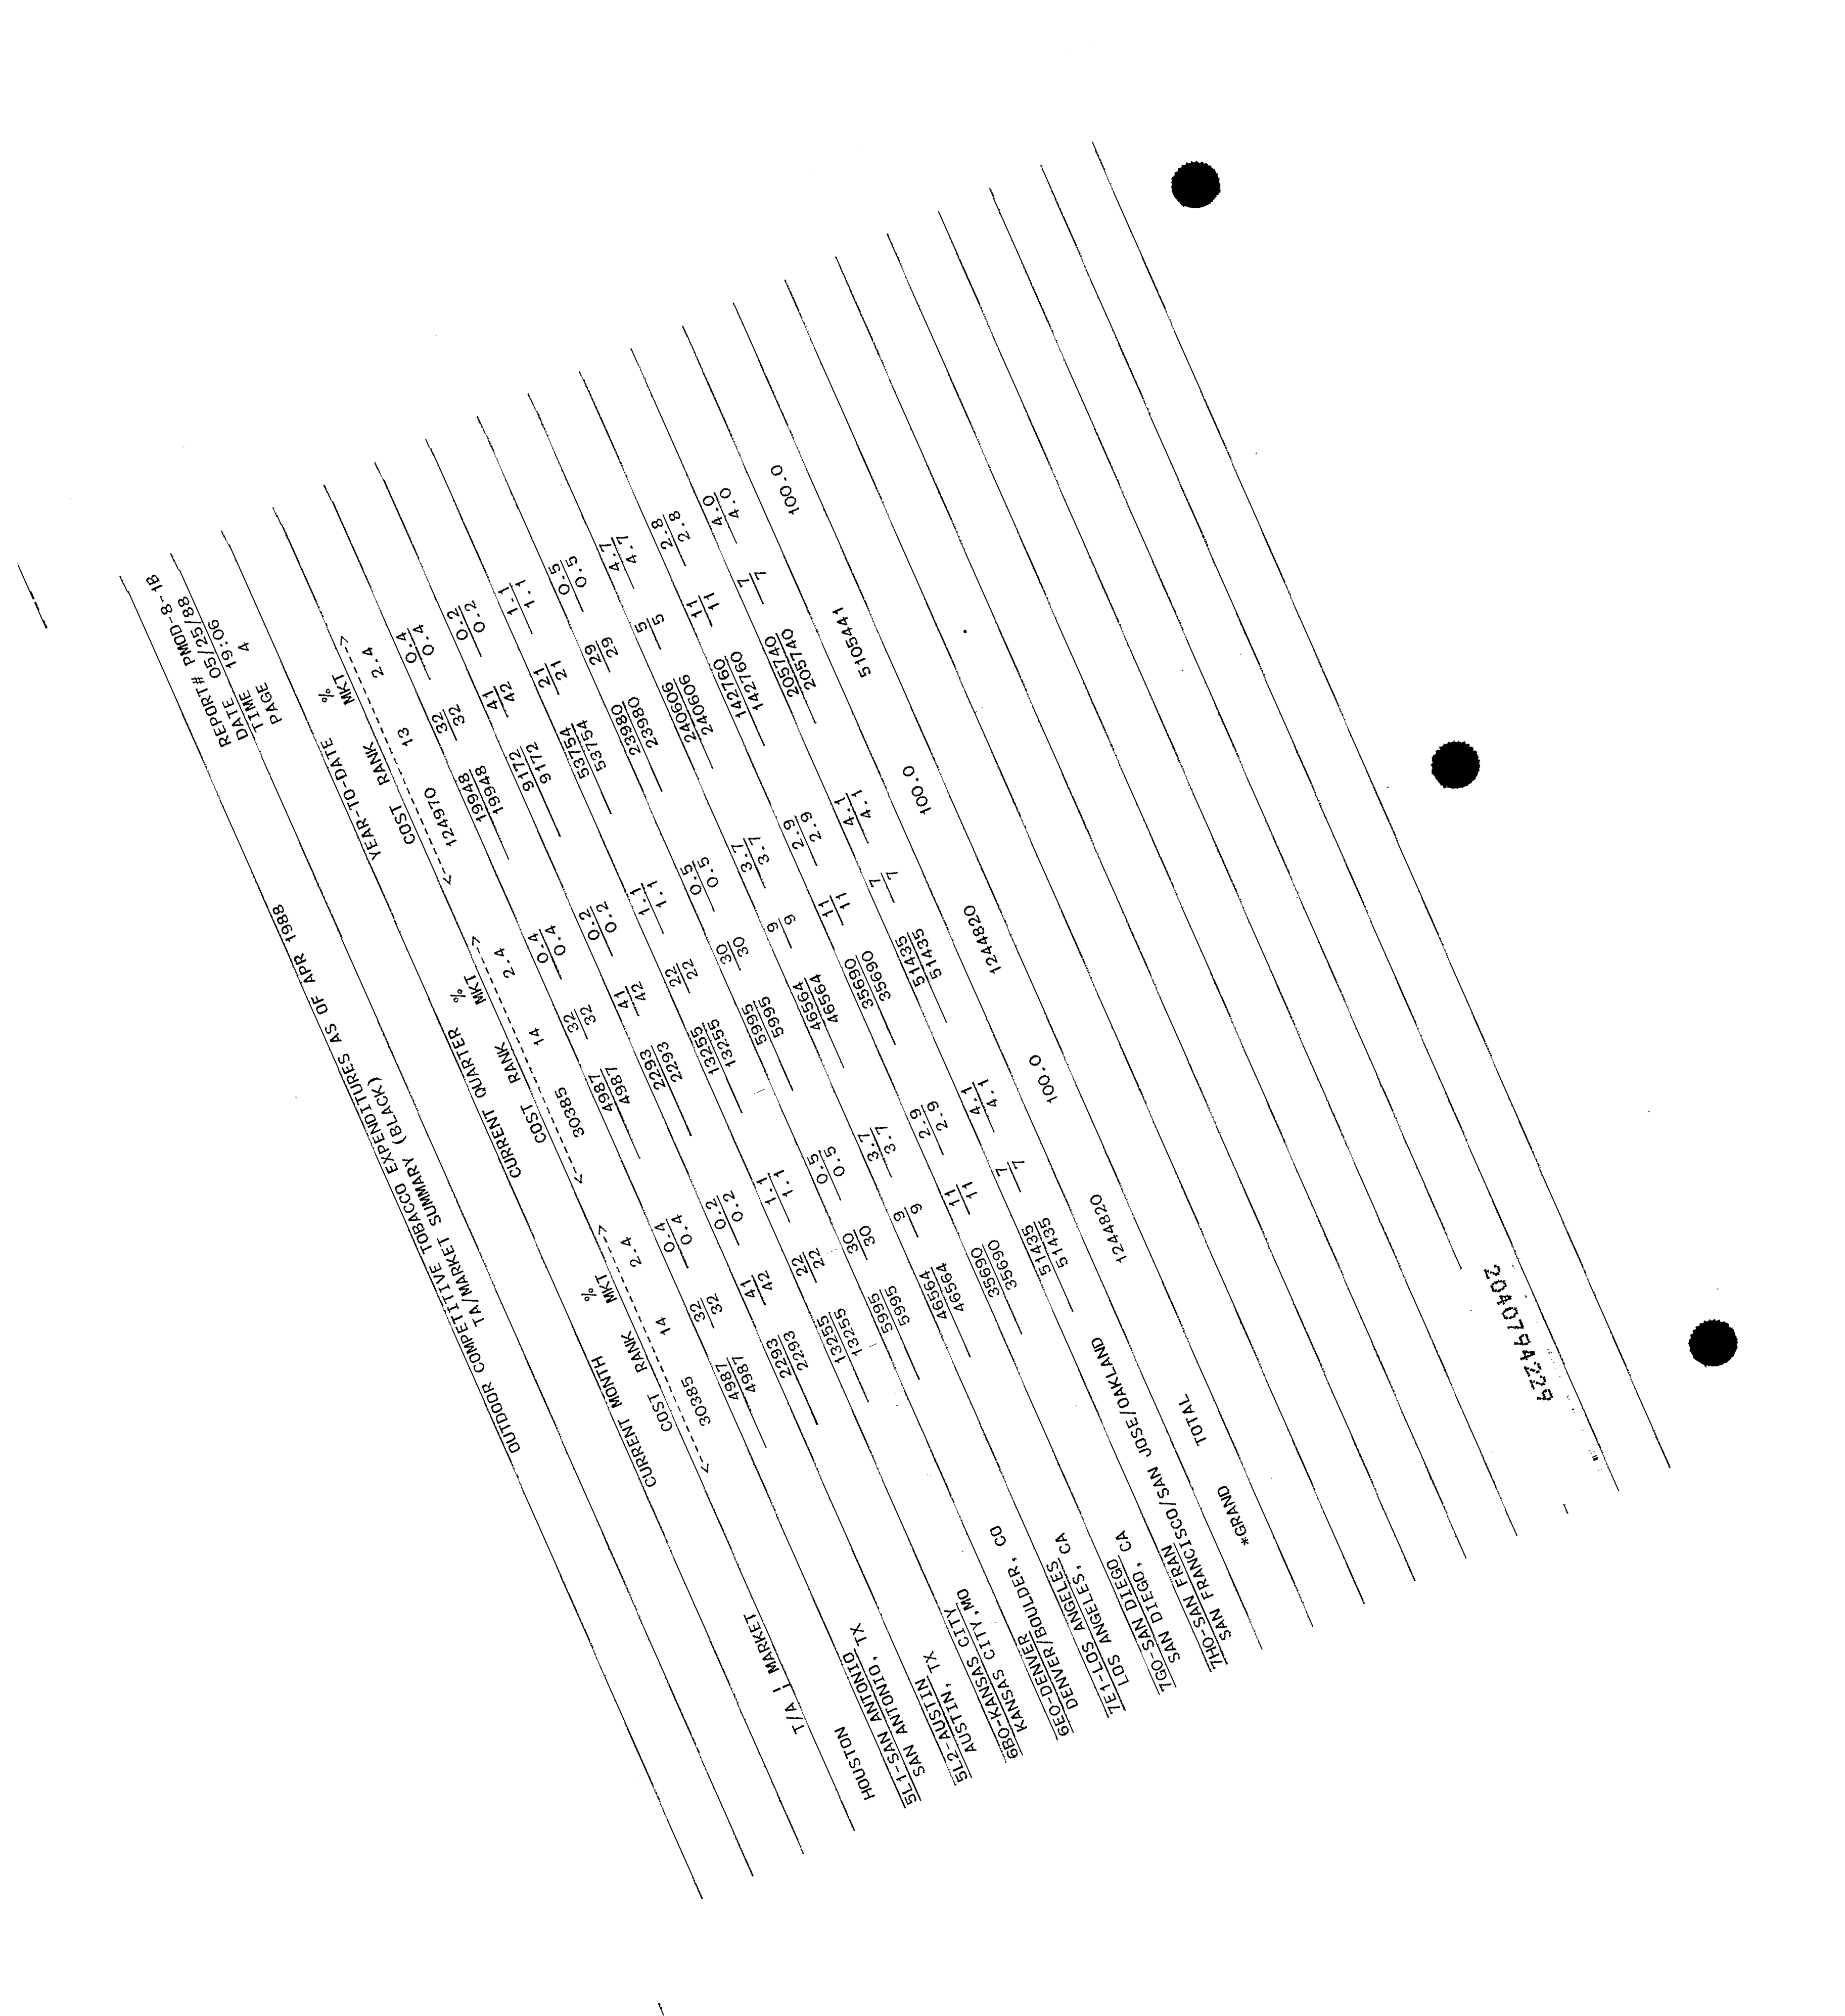 REPORT# PMOD-8-1B
OUTDOOR COMPETITIVE TOBACCO EXPENDITURES AS OF APR 1988 DATE 05/25/88
TA/MARKET SUMMARY (BLACK) TIME 19:06
PAGE 4
CURRENT MONTH CURRENT QUARTER YEAR-TO-DATE
% % %
T/A | MARKET COST RANK MKT COST RANK MKT COST RANK MKT
<--------------------> <--------------------> <-------------------->
HOUSTON 30385 14 2.4 30385 14 2.4 124970 13 2.4
5L1-SAN ANTONIO 4987 32 0.4 4987 32 0.4 19948 32 0.4
SAN ANTONIO, TX 4987 32 0.4 4987 32 0.4 19948 32 0.4
5L2-AUSTIN 2293 41 0.2 2293 41 0.2 9172 41 0.2
AUSTIN, TX 2293 42 0.2 2293 42 0.2 9172 42 0.2
6B0-KANSAS CITY 13255 22 1.1 13255 22 1.1 53754 21 1.1
KANSAS CITY,MO 13255 22 1.1 13255 22 1.1 53754 21 1.1
6E0-DENVER 5995 30 0.5 5995 30 0.5 23980 29 0.5
DENVER/BOULDER, CO 5995 30 0.5 5995 30 0.5 23980 29 0.5
7E1-LOS ANGELES 46564 9 3.7 46564 9 3.7 240606 5 4.7
LOS ANGELES, CA 46564 9 3.7 46564 9 3.7 240606 5 4.7
7G0-SAN DIEGO 35690 11 2.9 35690 11 2.9 142760 11 2.8
SAN DIEGO, CA 35690 11 2.9 35690 11 2.9 142760 11 2.8
7H0-SAN FRAN 51435 7 4.1 51435 7 4.1 205740 7 4.0
SAN FRANCISCO/SAN JOSE/OAKLAND 51435 7 4.1 51435 7 4.1 205740 7 4.0
*GRAND TOTAL 1244820 100.0 1244820 100.0 5105441 100.0
2040794229